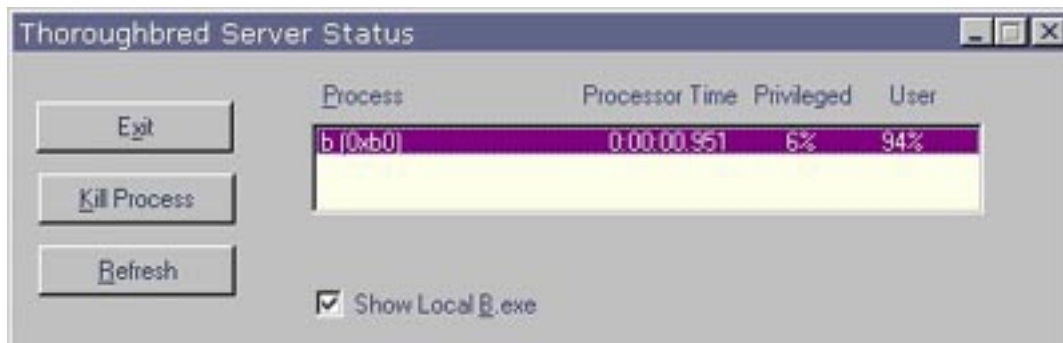 Thoroughbred Server Status
Process Processor Time Privileged User
Exit
b (0xb0) 0:00:00.951 6% 94%
Kill Process
Refresh
Show Local B.exe